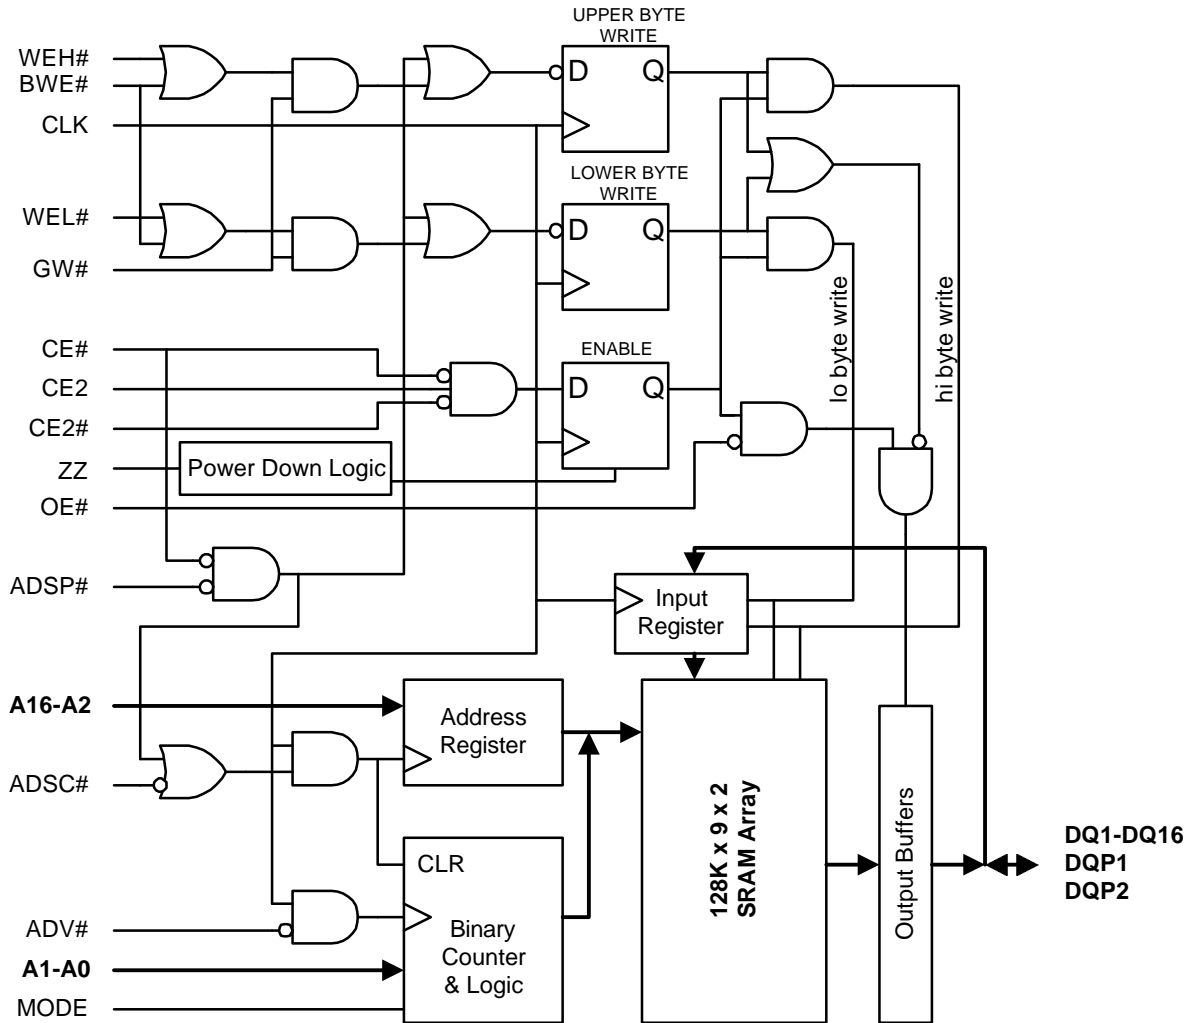 UPPER BYTE
WRITE
WEH#
BWE#
D
Q
CLK
LOWER BYTE
WRITE
WEL#
D
Q
GW#
lo byte write
hi byte write
CE#
ENABLE
CE2
D
Q
CE2#
ZZ
Power Down Logic
OE#
ADSP#
Input
Register
A16-A2
Address
Register
ADSC#
128K x 9 x 2
SRAM Array
Output Buffers
DQ1-DQ16
DQP1
DQP2
CLR
ADV#
Binary
Counter
& Logic
A1-A0
MODE